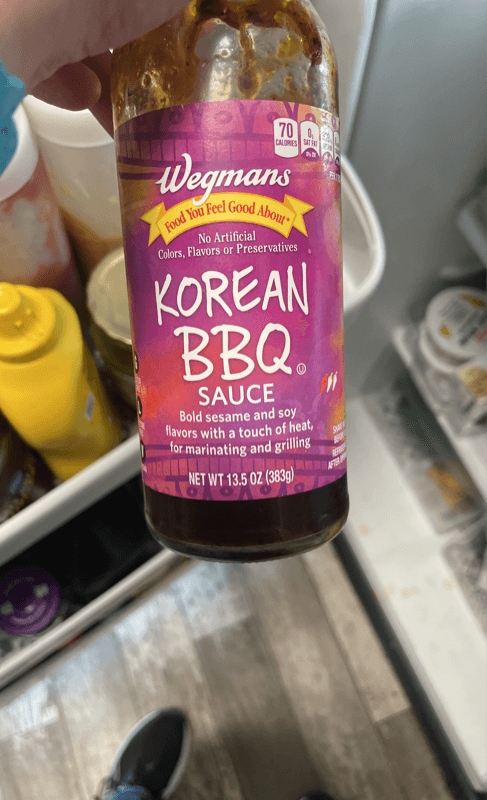 70
CALORIES
0g
SAT FAT
0% DV
Wegmans
Food You Feel Good About
No Artificial
Colors, Flavors or Preservatives
KOREAN
BBQ
SAUCE
Bold sesame and soy
flavors with a touch of heat,
for marinating and grilling
NET WT 13.5 OZ (383g)